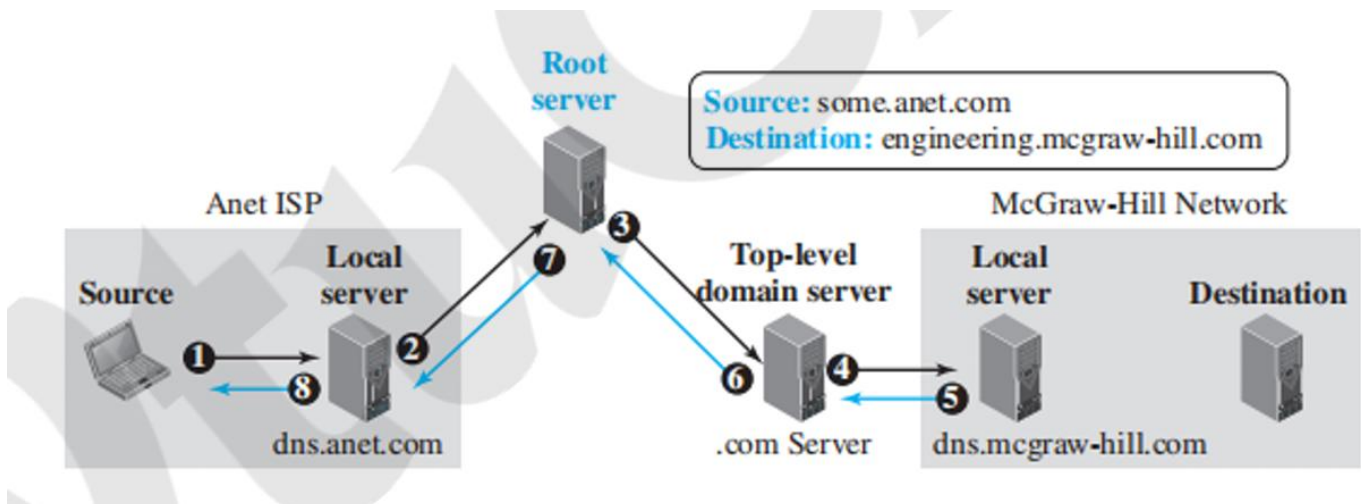 Root
server
Source: some.anet.com
Destination: engineering.mcgraw-hill.com
Anet ISP
McGraw-Hill Network
Source
Local
server
Top-level
domain server
Local
server
Destination
1
2
3
4
5
6
7
8
dns.anet.com
.com Server
dns.mcgraw-hill.com